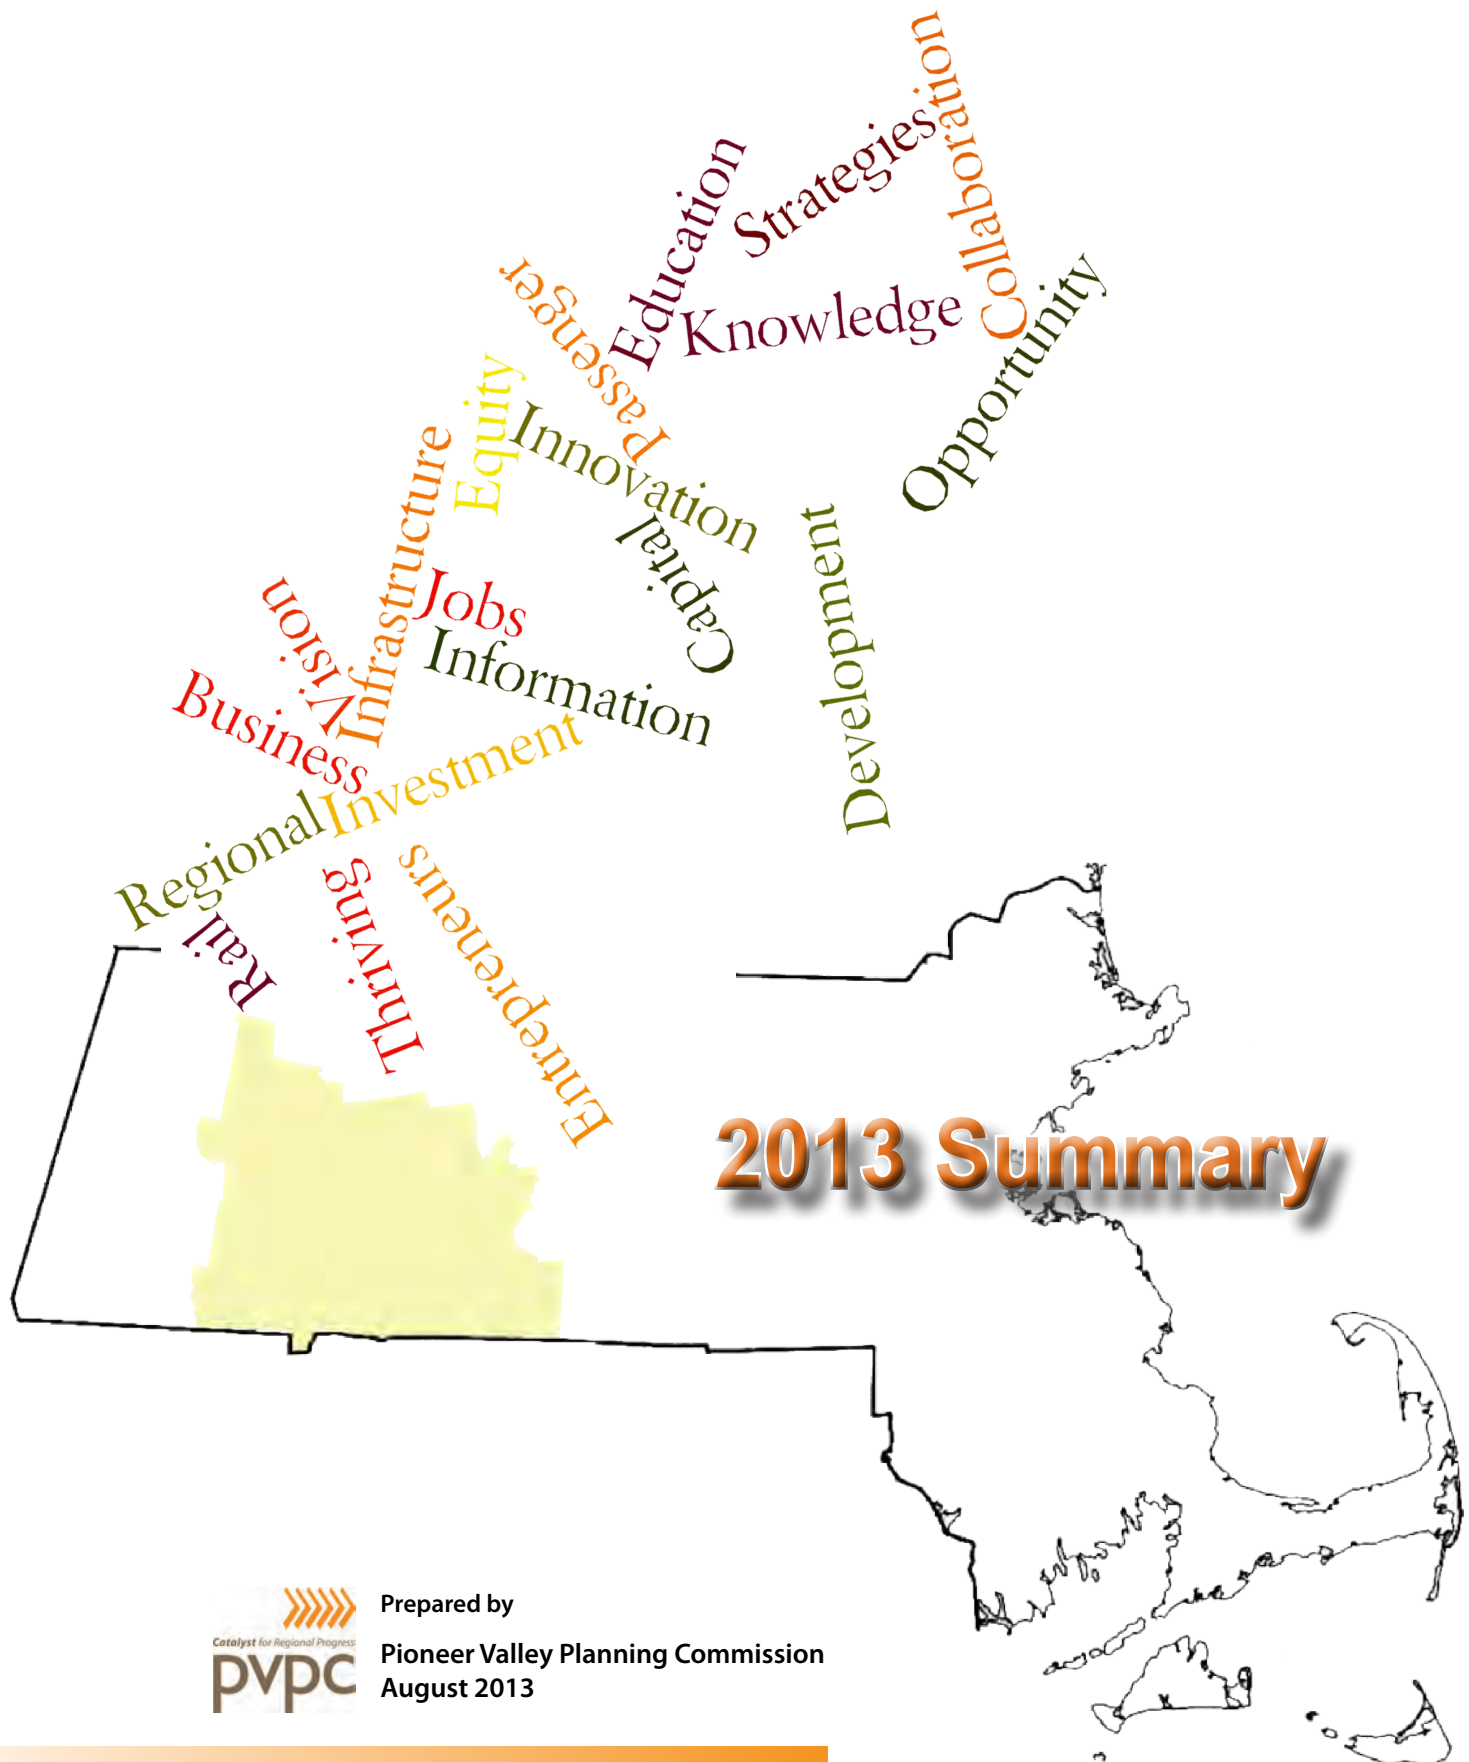 Collaboration
Strategies
Education
Knowledge
Opportunity
Passenger
Equity
Innovation
Infrastructure
Capital
Development
Jobs
Vision
Information
Business
Investment
Regional
Thriving
Entrepreneurs
Rail
2013 Summary
Prepared by
Catalyst for Regional Progress
pvpc
Pioneer Valley Planning Commission
August 2013